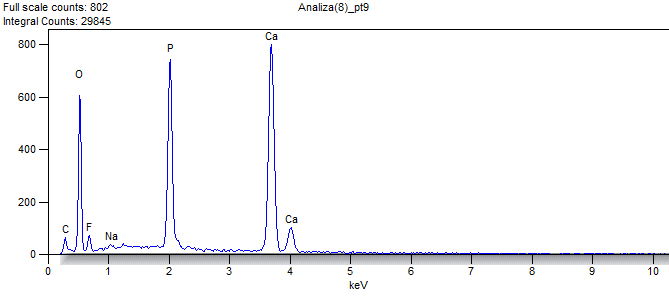 Full scale counts: 802
Analiza(8)_pt9
Integral Counts: 29845
800
600
400
200
0
C
O
F
Na
P
Ca
Ca
0 1 2 3 4 5 6 7 8 9 10
keV